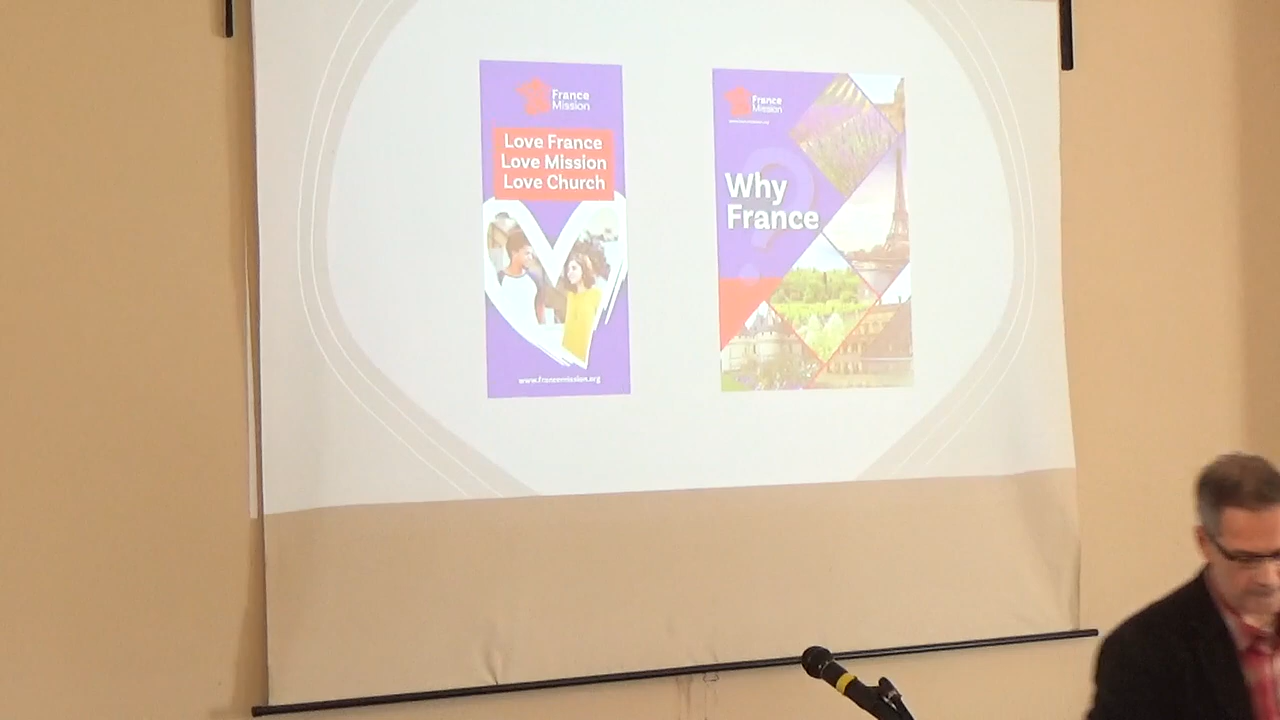 France
Mission
Love France
Love Mission
Love Church
www.francemission.org
France
Mission
Why
France